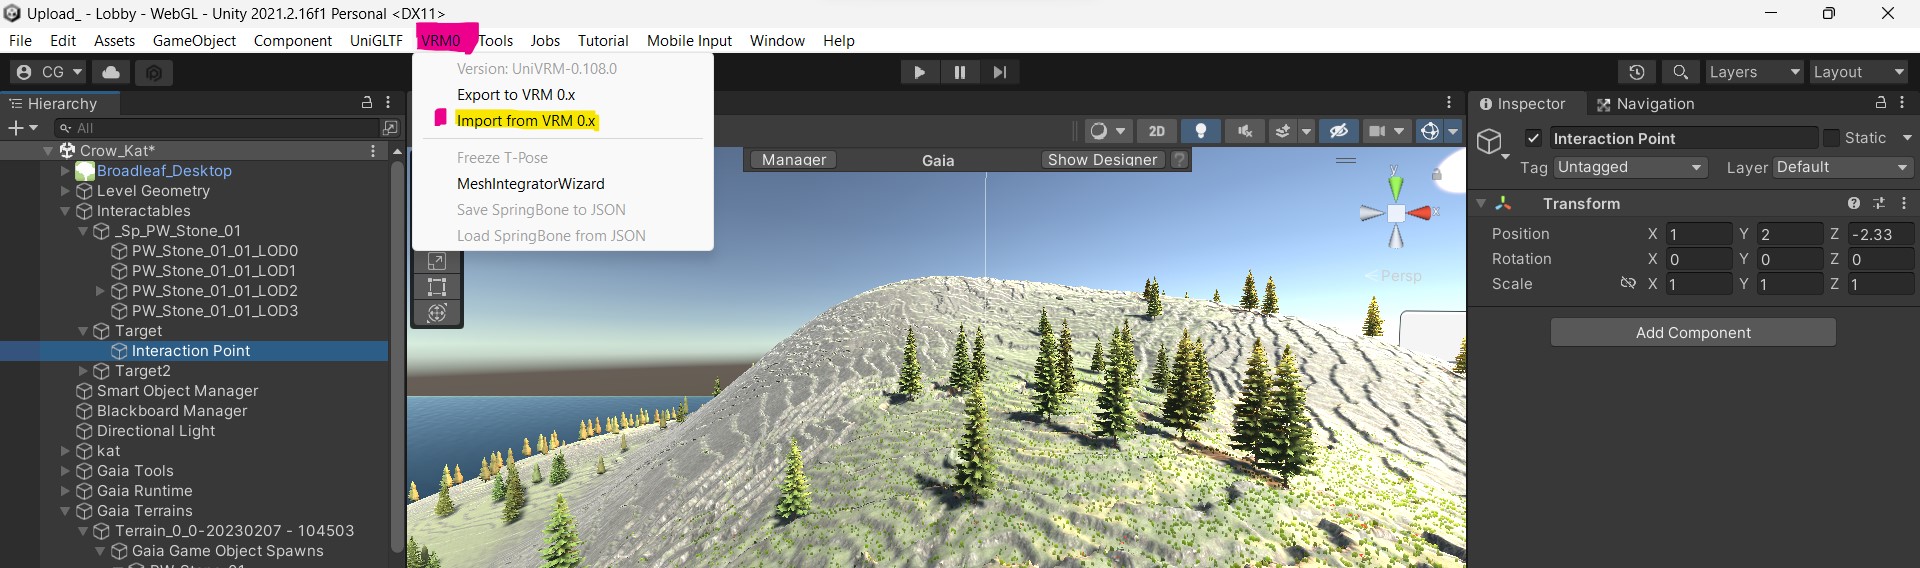 Upload_ - Lobby - WebGL - Unity 2021.2.16f1 Personal <DX11>
File Edit Assets GameObject Component UniGLTF VRM0 Tools Jobs Tutorial Mobile Input Window Help
CG
Layers
Layout
Version: UniVRM-0.108.0
Export to VRM 0.x
Import from VRM 0.x
Freeze T-Pose
MeshIntegratorWizard
Save SpringBone to JSON
Load SpringBone from JSON
Hierarchy
All
Crow_Kat*
Broadleaf_Desktop
Level Geometry
Interactables
_Sp_PW_Stone_01
PW_Stone_01_01_LOD0
PW_Stone_01_01_LOD1
PW_Stone_01_01_LOD2
PW_Stone_01_01_LOD3
Target
Interaction Point
Target2
Smart Object Manager
Blackboard Manager
Directional Light
kat
Gaia Tools
Gaia Runtime
Gaia Terrains
Terrain_0_0-20230207 - 104503
Gaia Game Object Spawns
2D
Manager Gaia Show Designer ?
y
x
Persp
Inspector Navigation
Interaction Point Static
Tag Untagged Layer Default
Transform
Position X 1 Y 2 Z -2.33
Rotation X 0 Y 0 Z 0
Scale X 1 Y 1 Z 1
Add Component